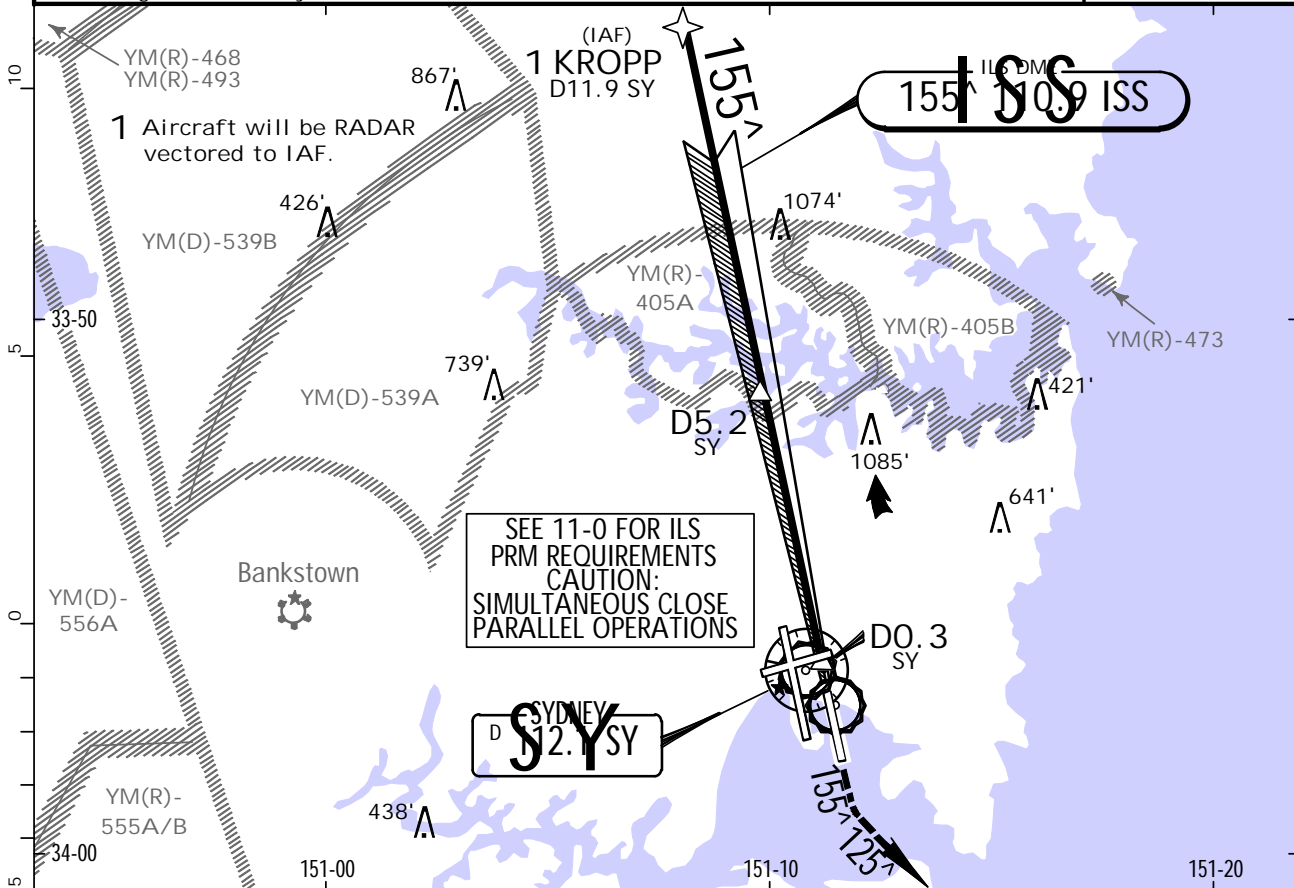 (IAF)
1 KROPP
D11.9 SY
155^
ILS DME
155^ 110.9 ISS
ISS
YM(R)-468
YM(R)-493
867'
10
1 Aircraft will be RADAR
vectored to IAF.
426'
1074'
YM(D)-539B
YM(R)-
405A
YM(R)-405B
YM(R)-473
33-50
5
739'
YM(D)-539A
421'
D5.2
SY
1085'
641'
SEE 11-0 FOR ILS
PRM REQUIREMENTS
CAUTION:
SIMULTANEOUS CLOSE
PARALLEL OPERATIONS
Bankstown
YM(D)-
556A
0
D0.3
SY
SYDNEY
D 112.1 SY
S Y
YM(R)-
555A/B
438'
155^
125^
34-00
151-00
151-10
151-20
5